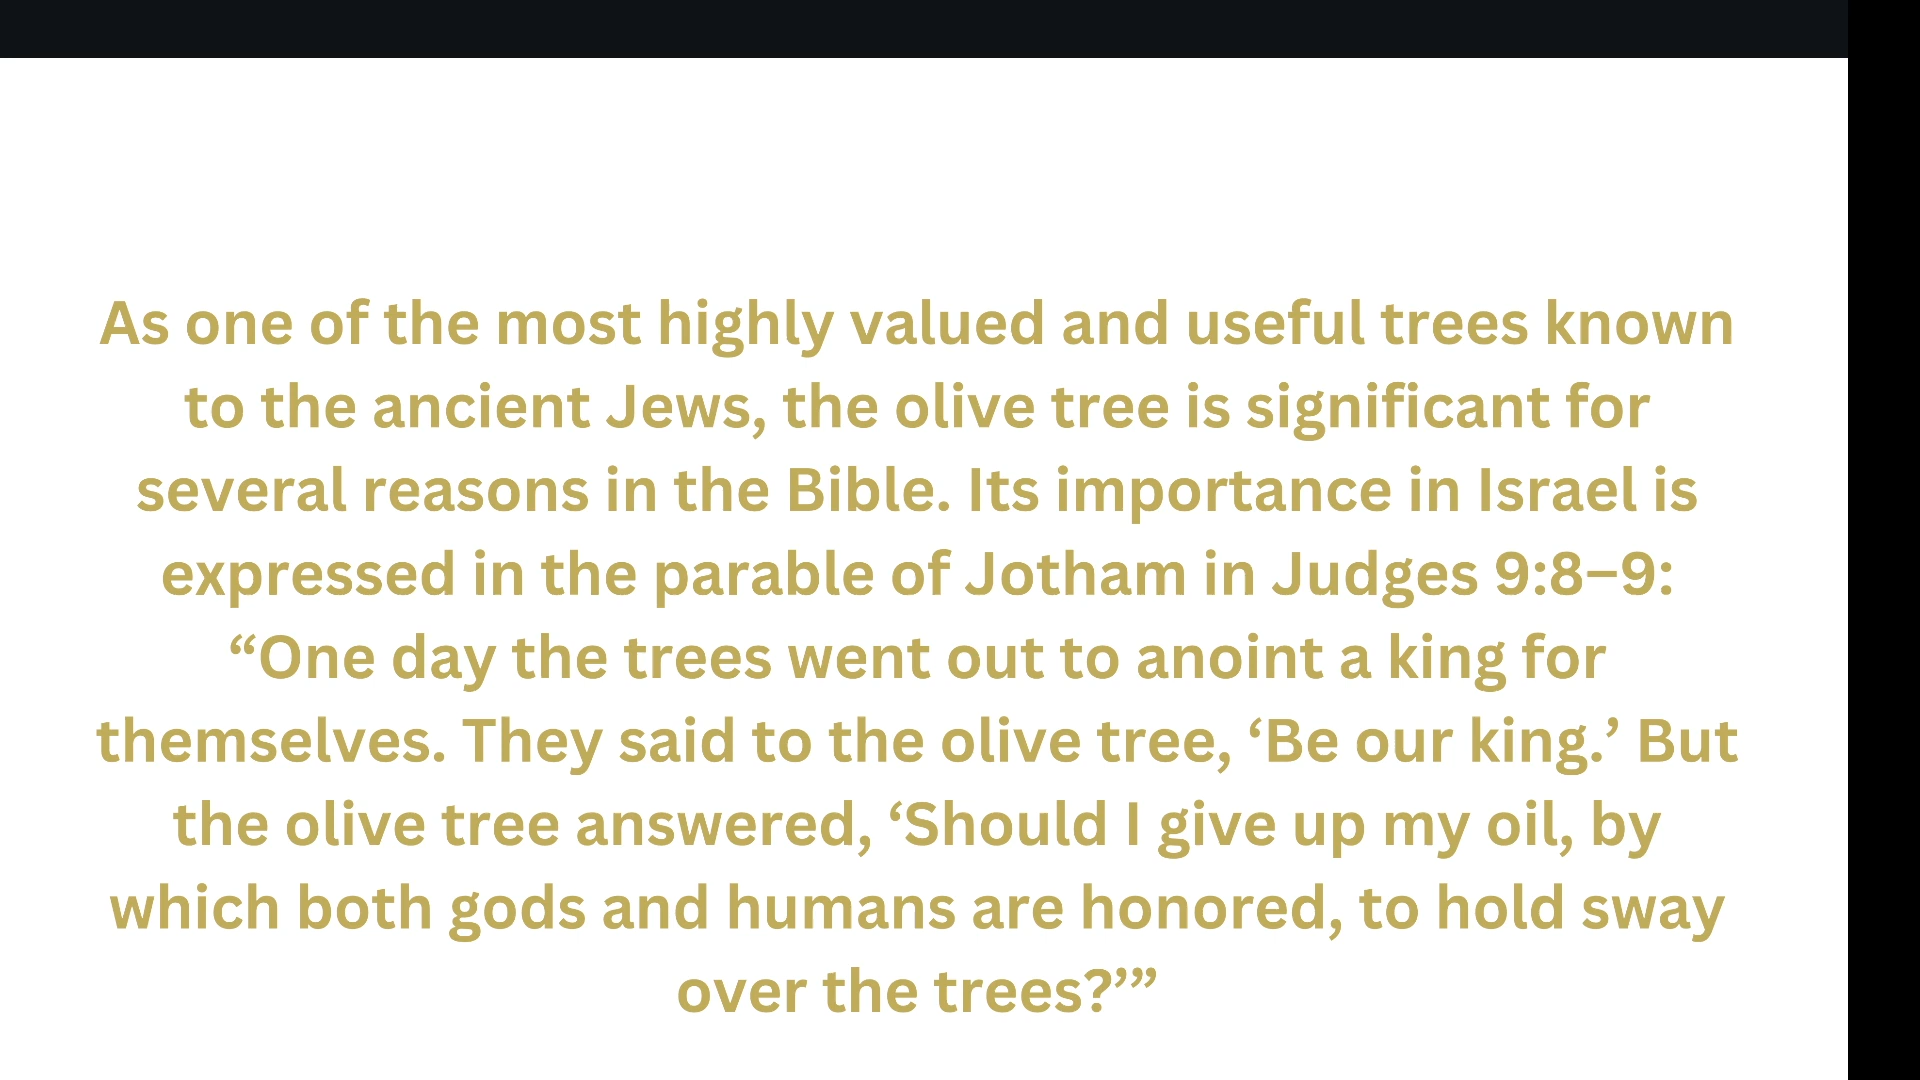 As one of the most highly valued and useful trees known
to the ancient Jews, the olive tree is significant for
several reasons in the Bible. Its importance in Israel is
expressed in the parable of Jotham in Judges 9:8–9:
“One day the trees went out to anoint a king for
themselves. They said to the olive tree, ‘Be our king.’ But
the olive tree answered, ‘Should I give up my oil, by
which both gods and humans are honored, to hold sway
over the trees?’”